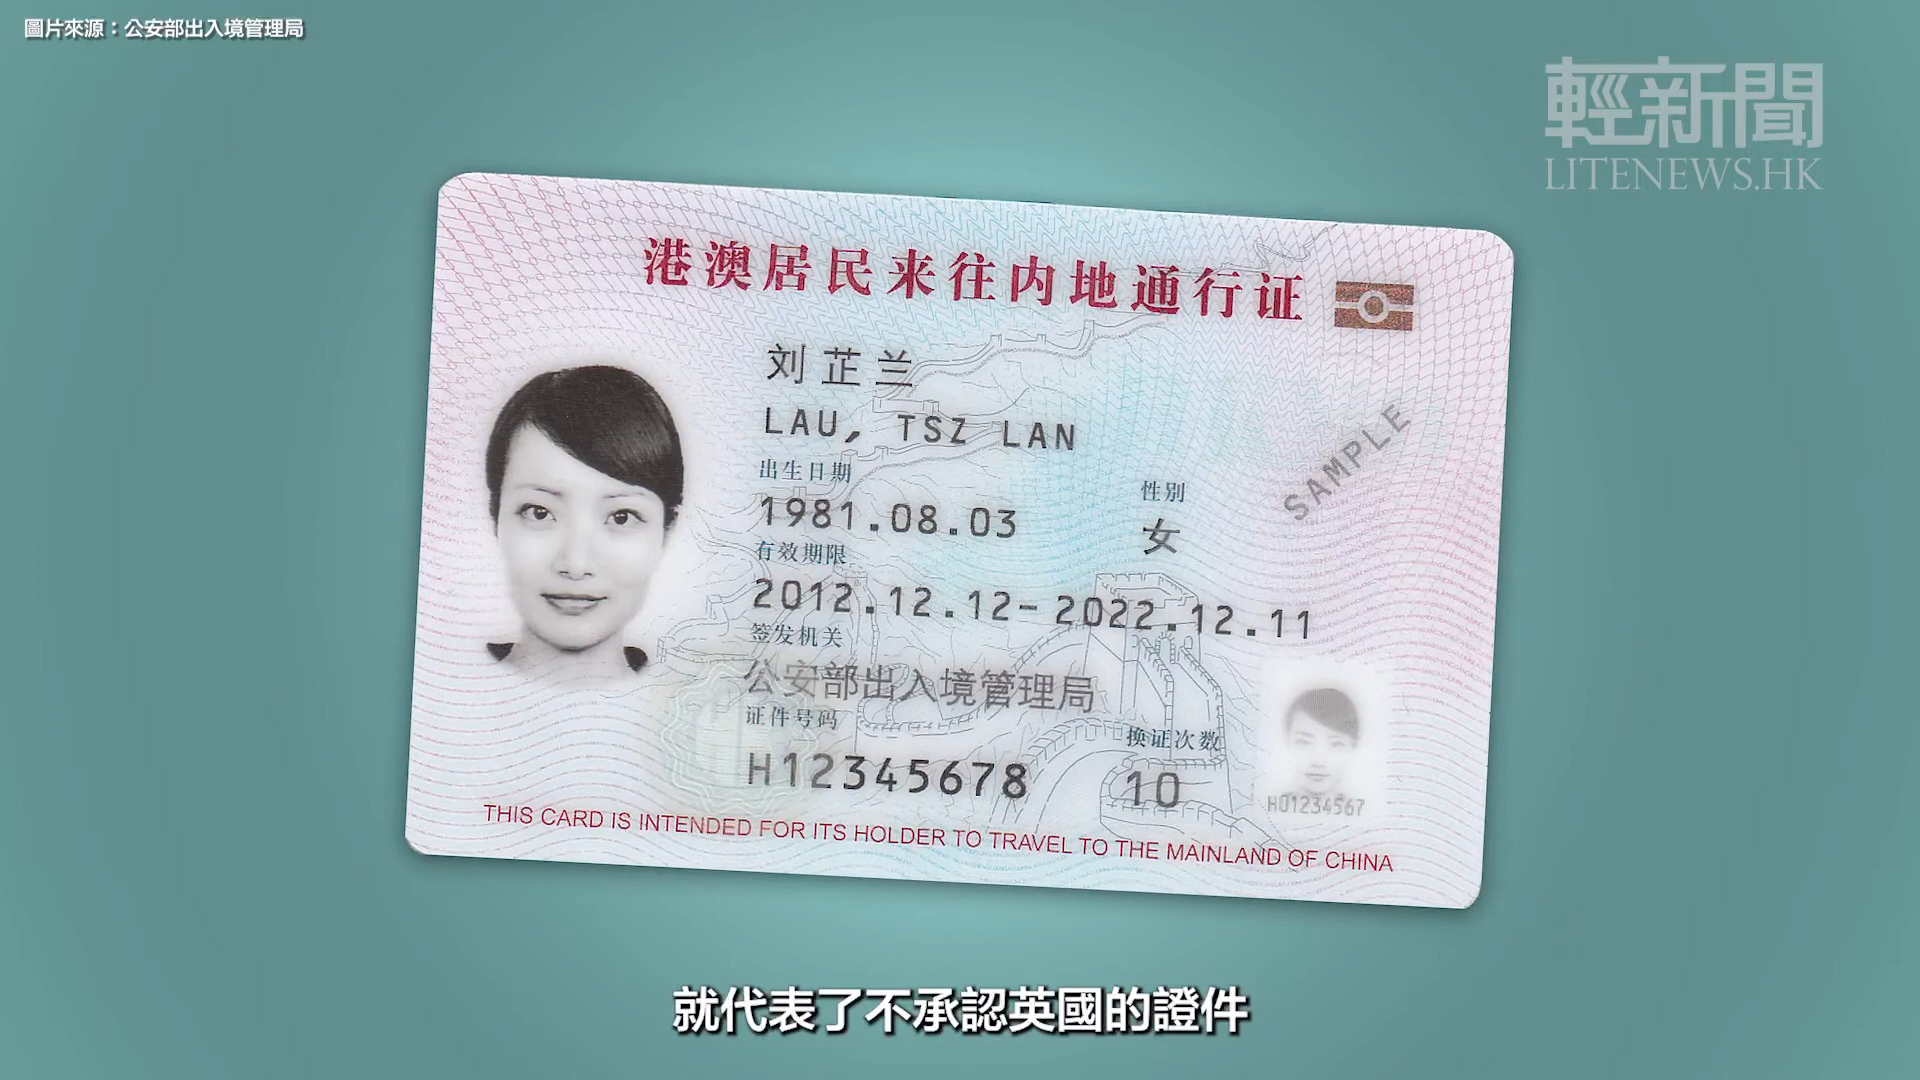 圖片來源：公安部出入境管理局
輕新聞
LITENEWS.HK
港澳居民来往内地通行证
刘芷兰
LAU, TSZ LAN
出生日期
性别
1981.08.03
女
SAMPLE
有效期限
2012.12.12-2022.12.11
签发机关
公安部出入境管理局
证件号码
换证次数
H12345678
10
H01234567
THIS CARD IS INTENDED FOR ITS HOLDER TO TRAVEL TO THE MAINLAND OF CHINA
就代表了不承認英國的證件